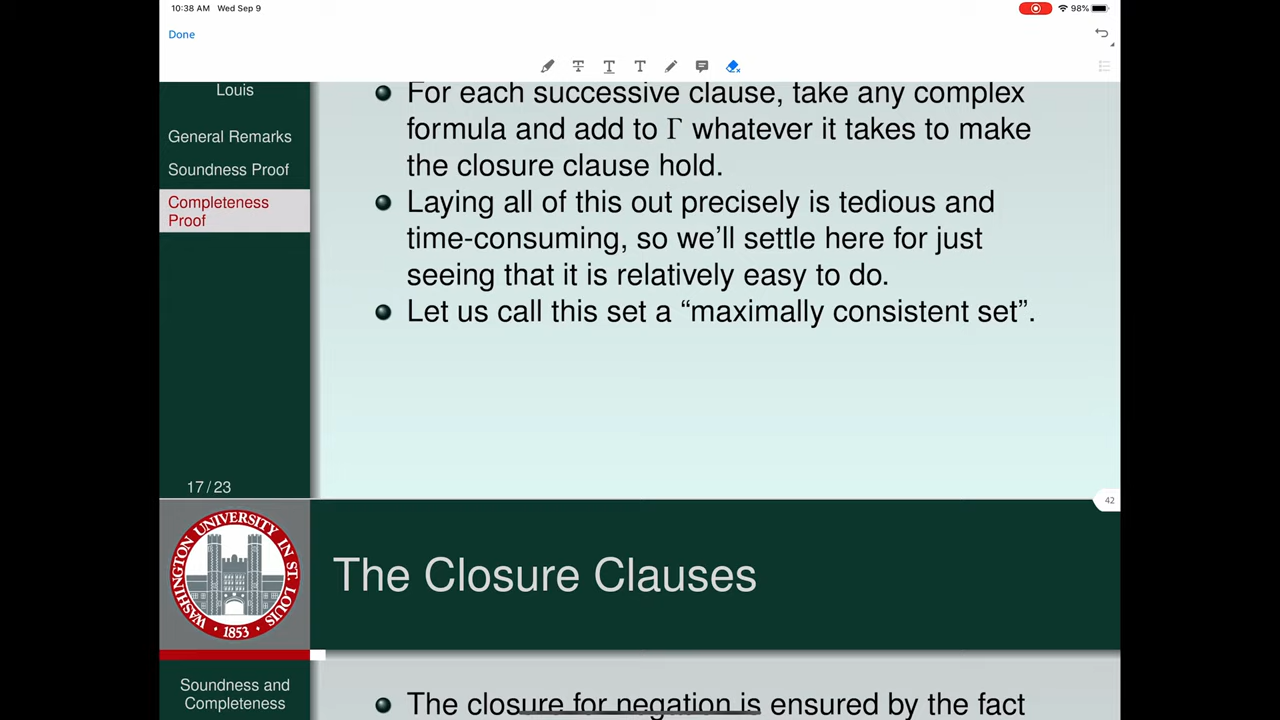 10:38 AM Wed Sep 9
98%
Done
T T T
Louis
General Remarks
Soundness Proof
Completeness
Proof
For each successive clause, take any complex
formula and add to Γ whatever it takes to make
the closure clause hold.
Laying all of this out precisely is tedious and
time-consuming, so we’ll settle here for just
seeing that it is relatively easy to do.
Let us call this set a “maximally consistent set”.
17 / 23
42
WASHINGTON UNIVERSITY IN ST. LOUIS
1853
The Closure Clauses
Soundness and
Completeness
The closure for negation is ensured by the fact